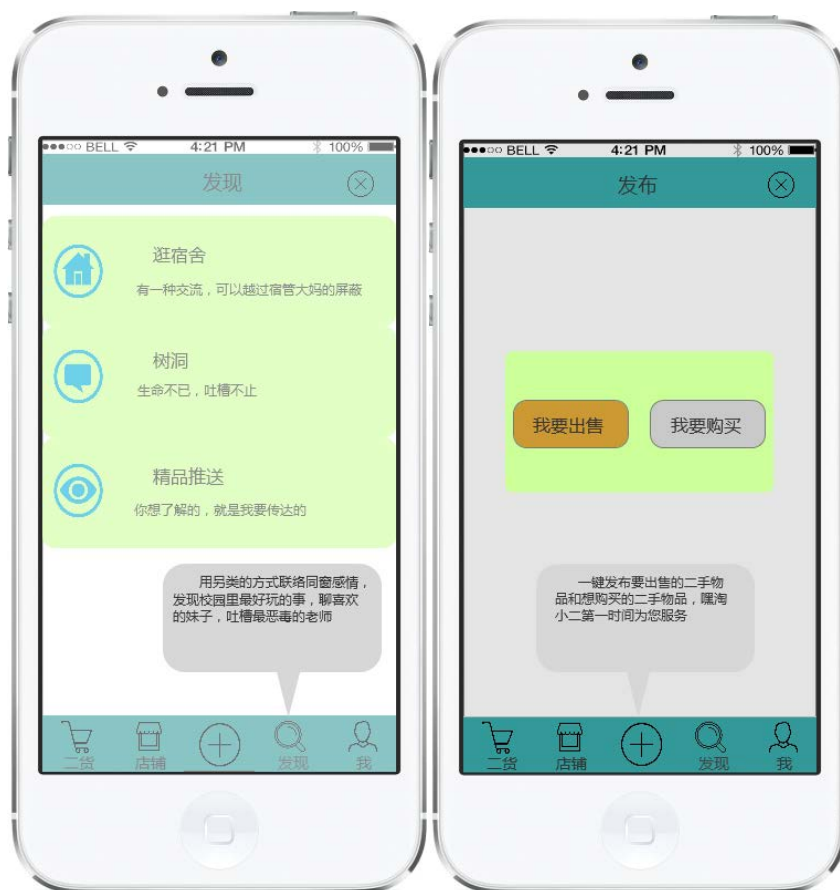 BELL 4:21 PM 100%
发现
逛宿舍
有一种交流，可以越过宿管大妈的屏蔽
树洞
生命不已，吐槽不止
精品推送
你想了解的，就是我要传达的
用另类的方式联络同窗感情，
发现校园里最好玩的事，聊喜欢
的妹子，吐槽最恶毒的老师
二货 店铺 发现 我
BELL 4:21 PM 100%
发布
我要出售 我要购买
一键发布要出售的二手物
品和想购买的二手物品，嘿淘
小二第一时间为您服务
二货 店铺 发现 我